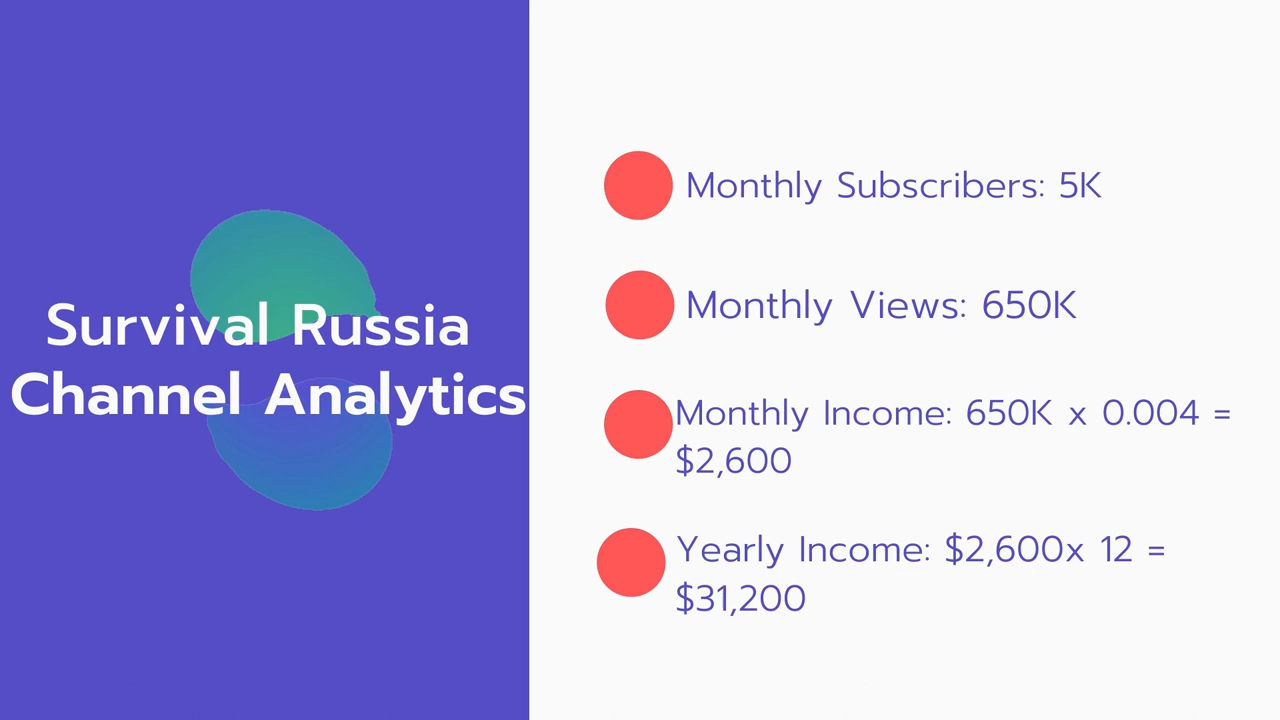 Survival Russia
Channel Analytics
Monthly Subscribers: 5K
Monthly Views: 650K
Monthly Income: 650K x 0.004 =
$2,600
Yearly Income: $2,600x 12 =
$31,200